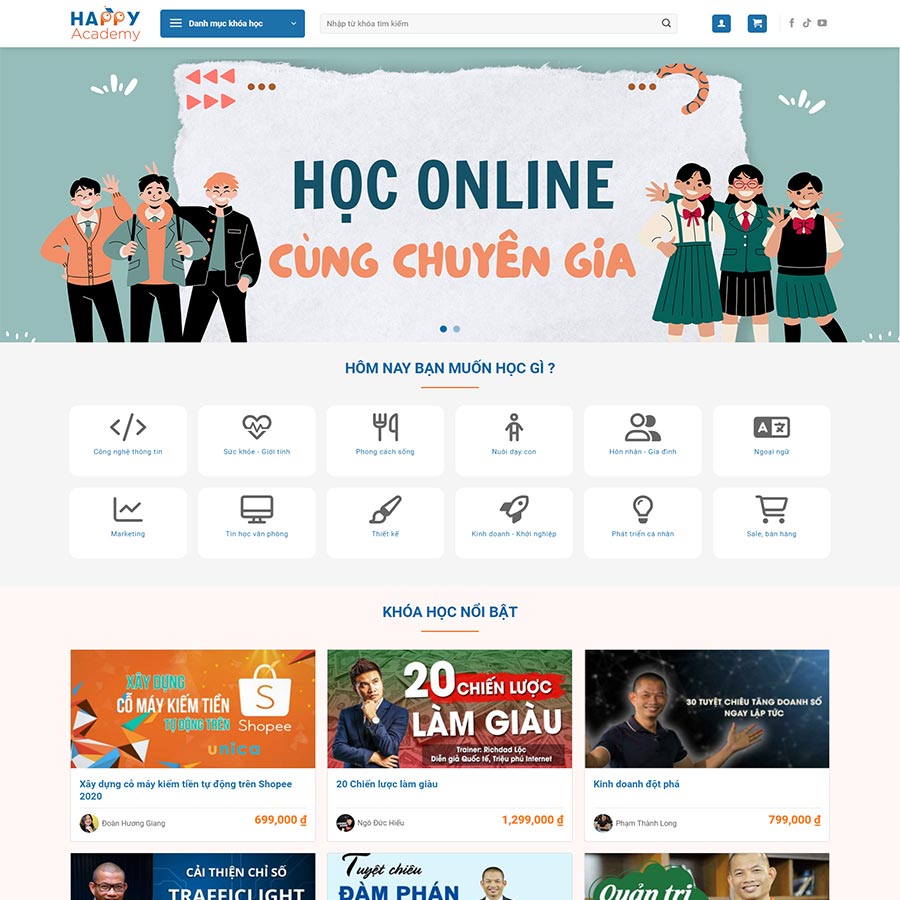 HAPPY
Academy
Danh mục khóa học
Nhập từ khóa tìm kiếm
HỌC ONLINE
CÙNG CHUYÊN GIA
HÔM NAY BẠN MUỐN HỌC GÌ ?
Công nghệ thông tin
Sức khỏe - Giới tính
Phong cách sống
Nuôi dạy con
Hôn nhân - Gia đình
Ngoại ngữ
Marketing
Tin học văn phòng
Thiết kế
Kinh doanh - Khởi nghiệp
Phát triển cá nhân
Sale, bán hàng
KHÓA HỌC NỔI BẬT
XÂY DỰNG
CỖ MÁY KIẾM TIỀN
TỰ ĐỘNG TRÊN
Shopee
unica
20 CHIẾN LƯỢC
LÀM GIÀU
Trainer: Richdad Lộc
Diễn giả Quốc tế, Triệu phú Internet
30 TUYỆT CHIÊU TĂNG DOANH SỐ
NGAY LẬP TỨC
Xây dựng cỗ máy kiếm tiền tự động trên Shopee
2020
Đoàn Hương Giang
699,000 ₫
20 Chiến lược làm giàu
Ngô Đức Hiếu
1,299,000 ₫
Kinh doanh đột phá
Phạm Thành Long
799,000 ₫
CẢI THIỆN CHỈ SỐ
TRAFFICLIGHT
Tuyệt chiêu
ĐÀM PHÁN
Quản trị